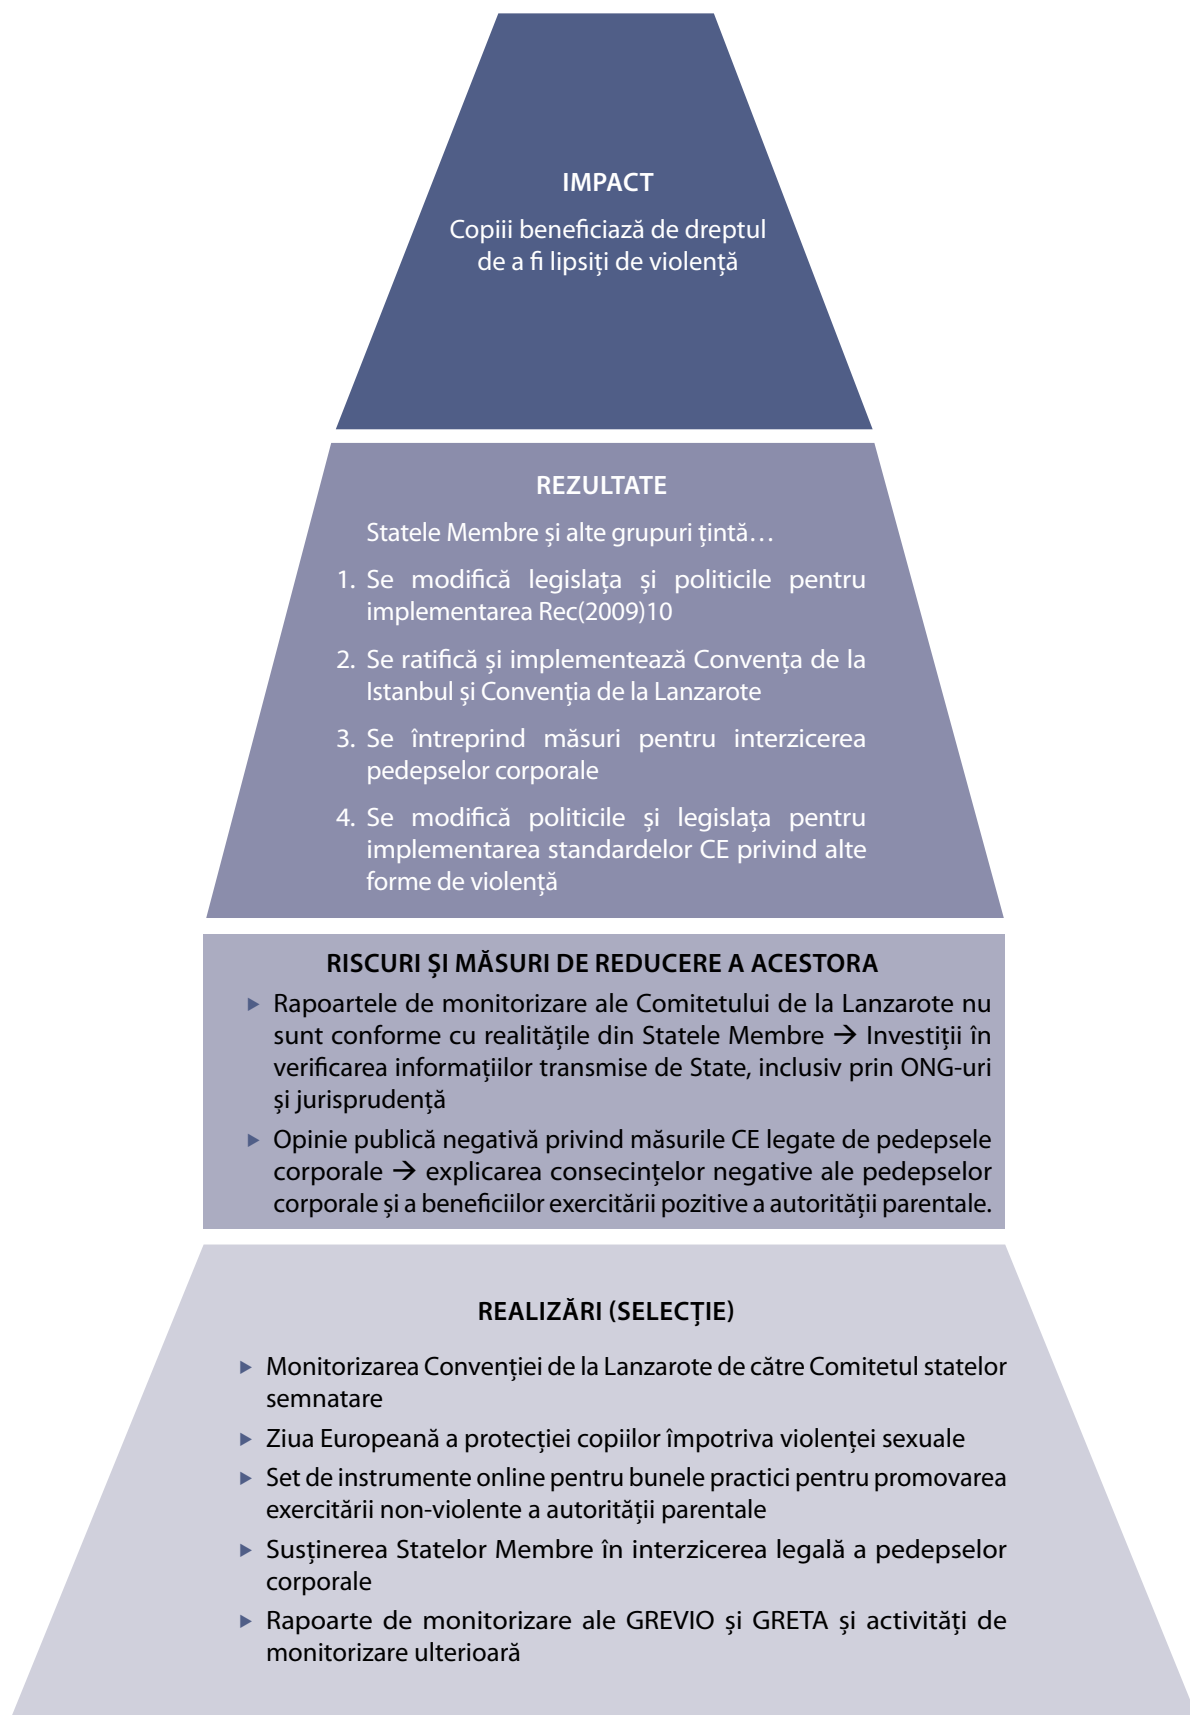 IMPACT
Copiii beneficiază de dreptul
de a fi lipsiți de violență
REZULTATE
Statele Membre și alte grupuri țintă…
1. Se modifică legislața și politicile pentru
implementarea Rec(2009)10
2. Se ratifică și implementează Convența de la
Istanbul și Convenția de la Lanzarote
3. Se întreprind măsuri pentru interzicerea
pedepselor corporale
4. Se modifică politicile și legislața pentru
implementarea standardelor CE privind alte
forme de violență
RISCURI ȘI MĂSURI DE REDUCERE A ACESTORA
▶ Rapoartele de monitorizare ale Comitetului de la Lanzarote nu
sunt conforme cu realitățile din Statele Membre → Investiții în
verificarea informațiilor transmise de State, inclusiv prin ONG-uri
și jurisprudență
▶ Opinie publică negativă privind măsurile CE legate de pedepsele
corporale → explicarea consecințelor negative ale pedepselor
corporale și a beneficiilor exercitării pozitive a autorității parentale.
REALIZĂRI (SELECȚIE)
▶ Monitorizarea Convenției de la Lanzarote de către Comitetul statelor
semnatare
▶ Ziua Europeană a protecției copiilor împotriva violenței sexuale
▶ Set de instrumente online pentru bunele practici pentru promovarea
exercitării non-violente a autorității parentale
▶ Susținerea Statelor Membre în interzicerea legală a pedepselor
corporale
▶ Rapoarte de monitorizare ale GREVIO și GRETA și activități de
monitorizare ulterioară